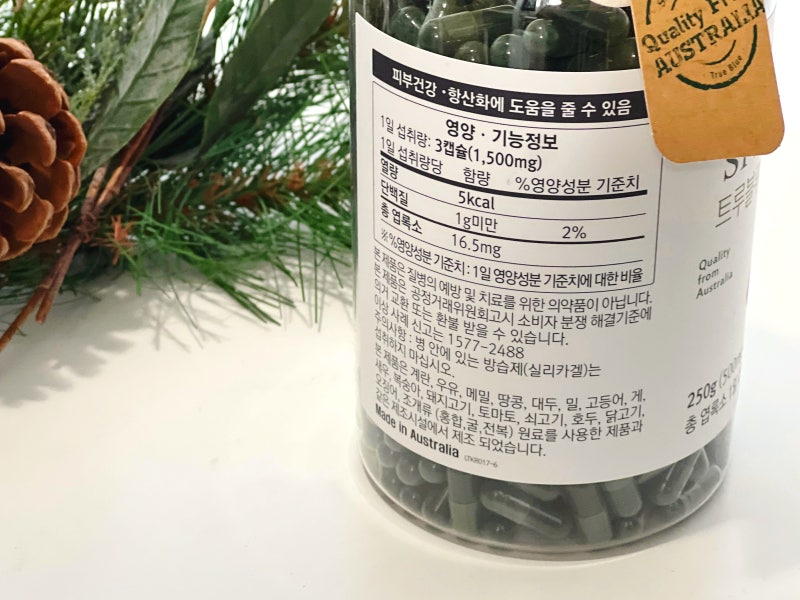 Quality
AUSTRALIA
True Blue
피부건강 · 항산화에 도움을 줄 수 있음
영양 · 기능정보
1일 섭취량: 3캡슐(1,500mg)
1일 섭취량당 함량 %영양성분 기준치
열량 5kcal
단백질 1g미만 2%
총 엽록소 16.5mg
※%영양성분 기준치 : 1일 영양성분 기준치에 대한 비율
본 제품은 질병의 예방 및 치료를 위한 의약품이 아닙니다.
본 제품은 공정거래위원회고시 소비자 분쟁 해결기준에
의거 교환 또는 환불 받을 수 있습니다.
이상 사례 신고는 1577-2488
주의사항 : 병 안에 있는 방습제(실리카겔)는
섭취하지 마십시오.
본 제품은 계란, 우유, 메밀, 땅콩, 대두, 밀, 고등어, 게,
새우, 복숭아, 돼지고기, 토마토, 쇠고기, 호두, 닭고기,
오징어, 조개류 (홍합,굴,전복) 원료를 사용한 제품과
같은 제조시설에서 제조 되었습니다.
Made in Australia LTKB017-6
트루블
Quality
from
Australia
250g
총 엽록소